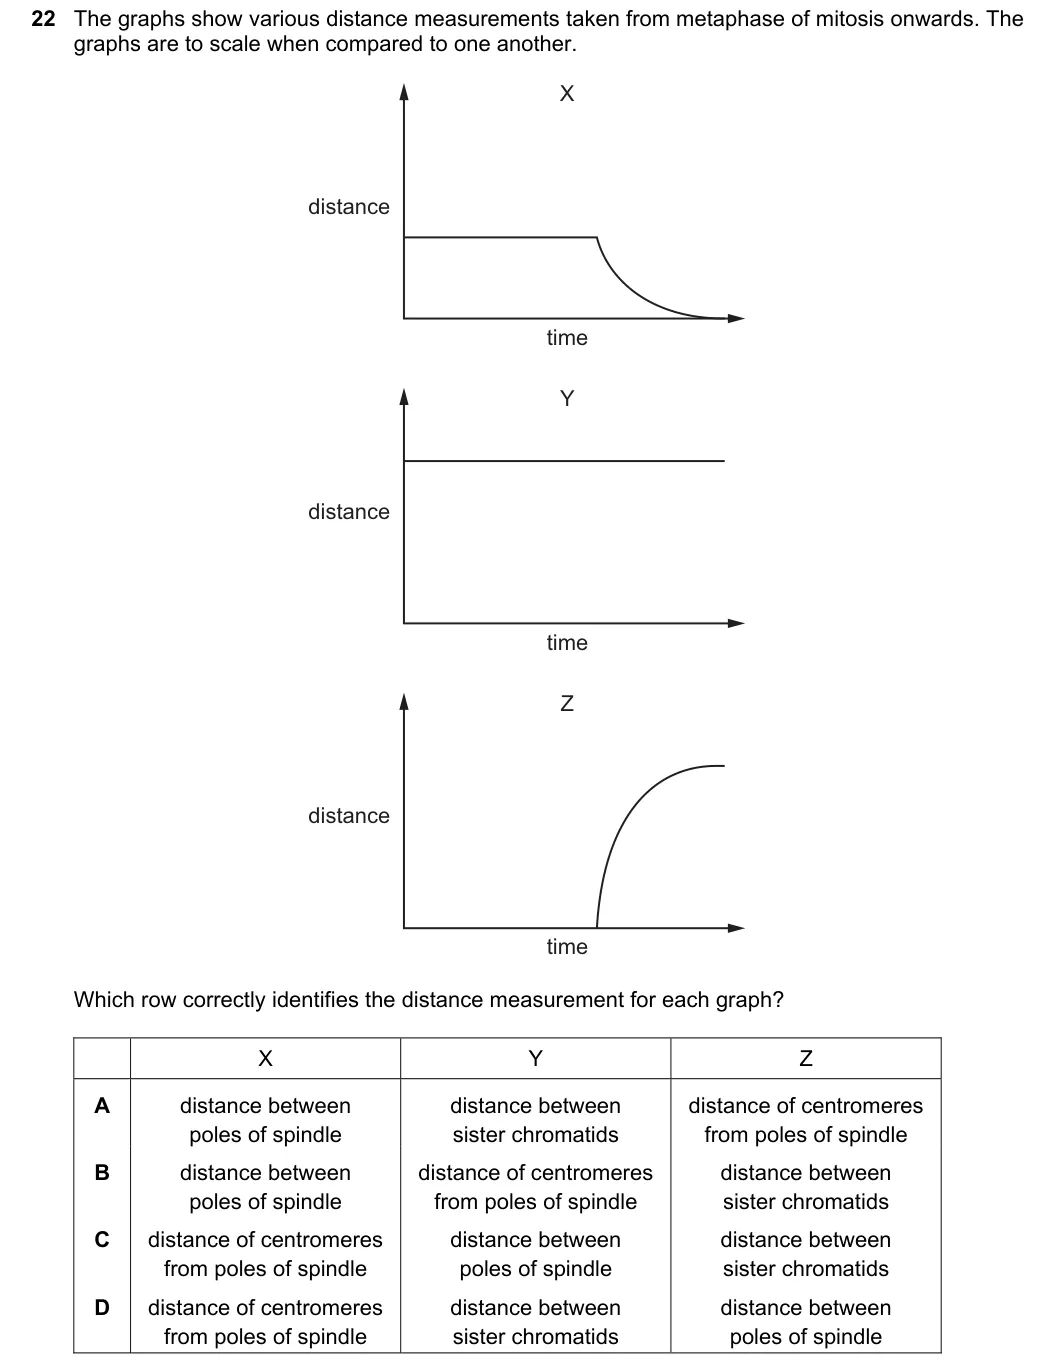 22 The graphs show various distance measurements taken from metaphase of mitosis onwards. The
graphs are to scale when compared to one another.
X
distance
time
Y
distance
time
Z
distance
time
Which row correctly identifies the distance measurement for each graph?
X Y Z
A distance between distance between distance of centromeres
poles of spindle sister chromatids from poles of spindle
B distance between distance of centromeres distance between
poles of spindle from poles of spindle sister chromatids
C distance of centromeres distance between distance between
from poles of spindle poles of spindle sister chromatids
D distance of centromeres distance between distance between
from poles of spindle sister chromatids poles of spindle